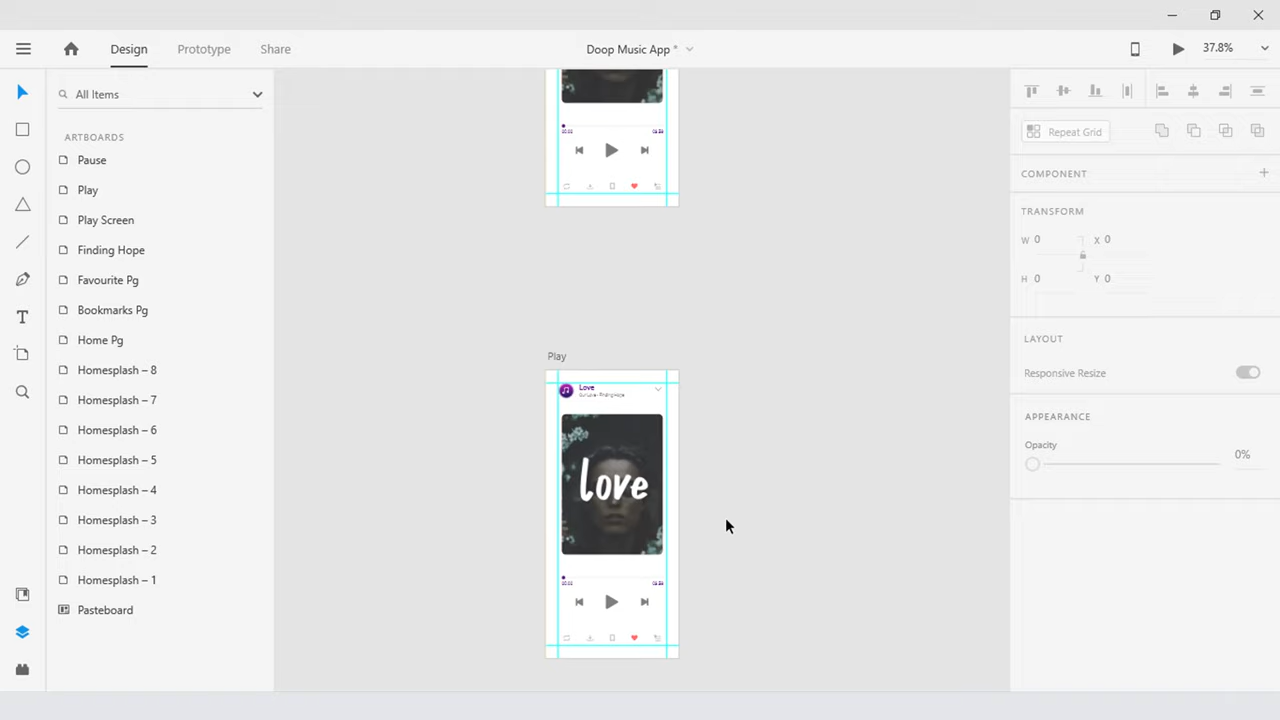 Design
Prototype
Share
Doop Music App *
37.8%
All Items
ARTBOARDS
Pause
Play
Play Screen
Finding Hope
Favourite Pg
Bookmarks Pg
Home Pg
Homesplash – 8
Homesplash – 7
Homesplash – 6
Homesplash – 5
Homesplash – 4
Homesplash – 3
Homesplash – 2
Homesplash – 1
Pasteboard
Play
Love
love
Repeat Grid
COMPONENT
TRANSFORM
W 0
X 0
H 0
Y 0
LAYOUT
Responsive Resize
APPEARANCE
Opacity
0%